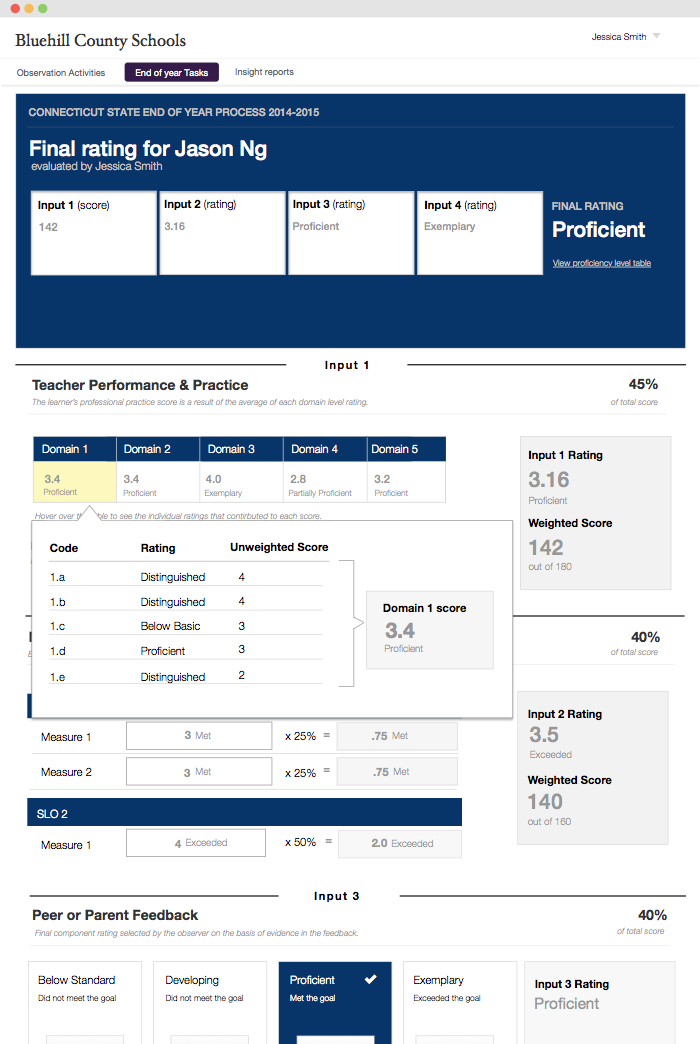 Bluehill County Schools
Jessica Smith
Observation Activities
End of year Tasks
Insight reports
CONNECTICUT STATE END OF YEAR PROCESS 2014-2015
Final rating for Jason Ng
evaluated by Jessica Smith
Input 1 (score)
142
Input 2 (rating)
3.16
Input 3 (rating)
Proficient
Input 4 (rating)
Exemplary
FINAL RATING
Proficient
View proficiency level table
Input 1
Teacher Performance & Practice
45%
The learner's professional practice score is a result of the average of each domain level rating.
of total score
Domain 1 Domain 2 Domain 3 Domain 4 Domain 5
3.4 3.4 4.0 2.8 3.2
Proficient Proficient Exemplary Partially Proficient Proficient
Hover over to see the individual ratings that contirbuted to each score.
Input 1 Rating
3.16
Proficient
Weighted Score
142
out of 180
Code Rating Unweighted Score
1.a Distinguished 4
1.b Distinguished 4
1.c Below Basic 3
1.d Proficient 3
1.e Distinguished 2
Domain 1 score
3.4
Proficient
40%
of total score
Measure 1 3 Met x 25% = .75 Met
Measure 2 3 Met x 25% = .75 Met
SLO 2
Measure 1 4 Exceeded x 50% = 2.0 Exceeded
Input 2 Rating
3.5
Exceeded
Weighted Score
140
out of 160
Input 3
Peer or Parent Feedback
40%
Final component rating selected by the observer on the basis of evidence in the feedback.
of total score
Below Standard
Did not meet the goal
Developing
Did not meet the goal
Proficient
Met the goal
Exemplary
Exceeded the goal
Input 3 Rating
Proficient